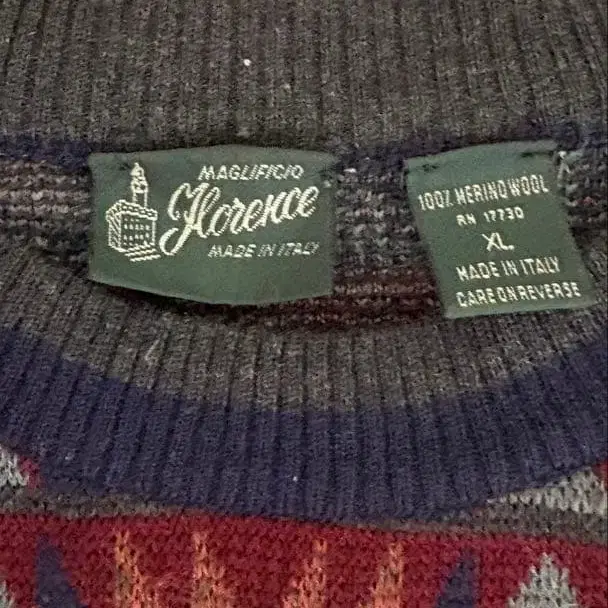 MAGLIFICIO
Florence
MADE IN ITALY
100% MERINO WOOL
RN 17730
XL
MADE IN ITALY
CARE ON REVERSE